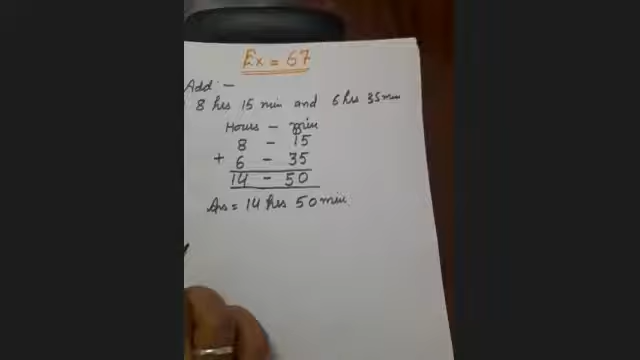 Ex = 67
Add :-
8 hrs 15 min and 6 hrs 35 min
Hours - min
8 - 15
+ 6 - 35
14 - 50
Ans = 14 hrs 50 min.